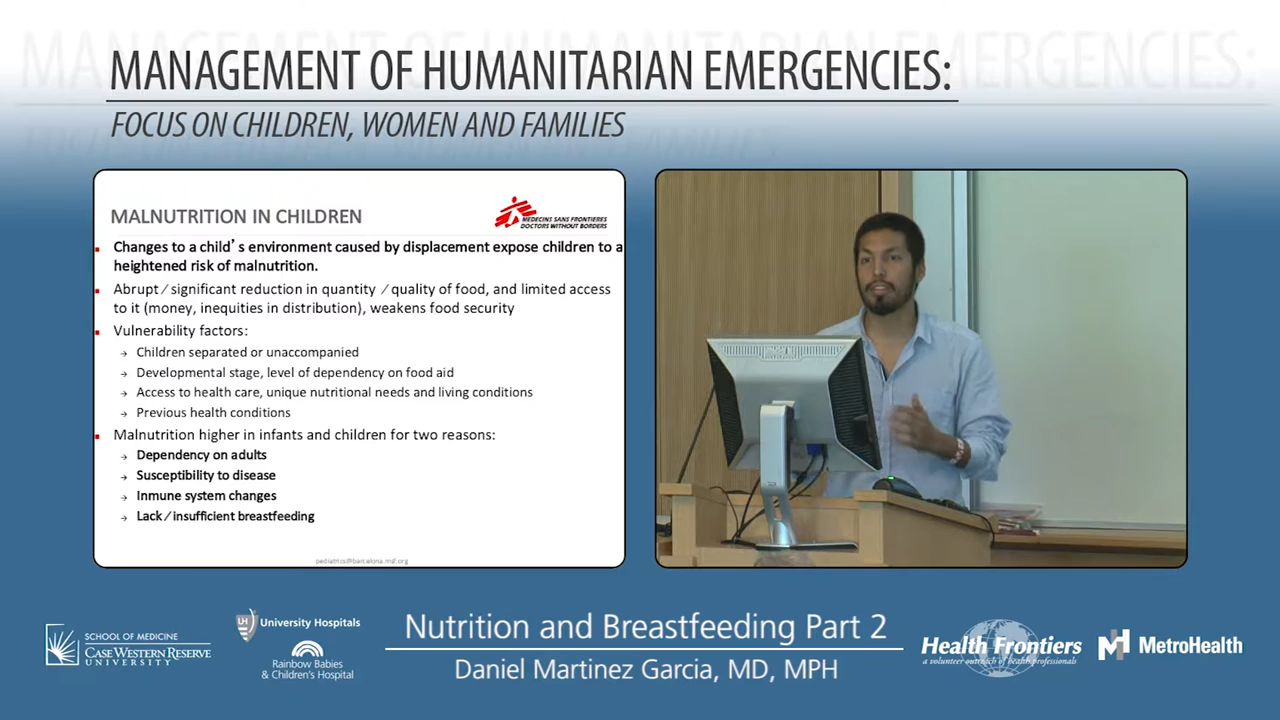 MANAGEMENT OF HUMANITARIAN EMERGENCIES:
FOCUS ON CHILDREN, WOMEN AND FAMILIES
MALNUTRITION IN CHILDREN
MEDECINS SANS FRONTIERES
DOCTORS WITHOUT BORDERS
Changes to a child's environment caused by displacement expose children to a
heightened risk of malnutrition.
Abrupt/significant reduction in quantity /quality of food, and limited access
to it (money, inequities in distribution), weakens food security
Vulnerability factors:
→ Children separated or unaccompanied
→ Developmental stage, level of dependency on food aid
→ Access to health care, unique nutritional needs and living conditions
→ Previous health conditions
Malnutrition higher in infants and children for two reasons:
→ Dependency on adults
→ Susceptibility to disease
→ Inmune system changes
→ Lack/insufficient breastfeeding
pediatrics@barcelona.msf.org
SCHOOL OF MEDICINE
CASE WESTERN RESERVE
UNIVERSITY
UH University Hospitals
Rainbow Babies
& Children's Hospital
Nutrition and Breastfeeding Part 2
Daniel Martinez Garcia, MD, MPH
Health Frontiers
a volunteer outreach of health professionals
MetroHealth